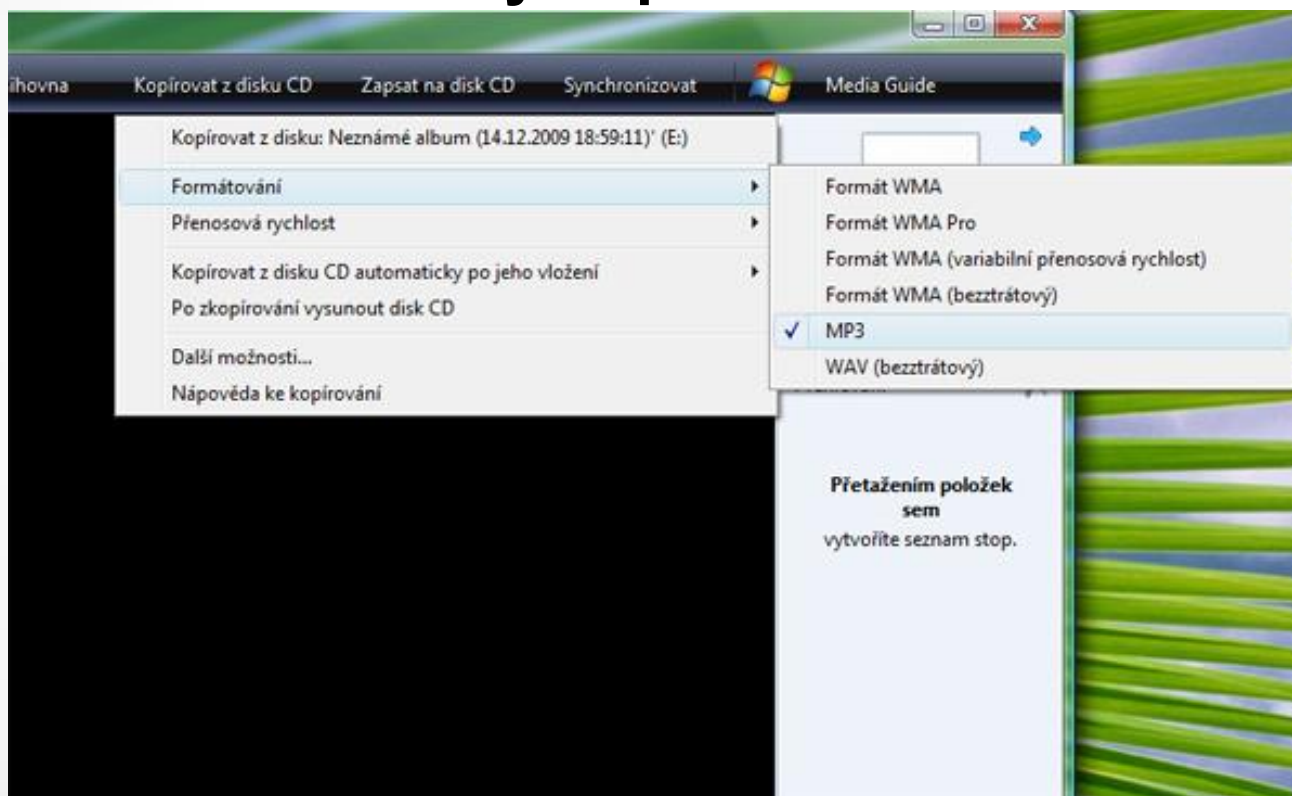 Kopírovat z disku CD Zapsat na disk CD Synchronizovat Media Guide
Kopírovat z disku: Neznámé album (14.12.2009 18:59:11)' (E:)
Formátování
Přenosová rychlost
Kopírovat z disku CD automaticky po jeho vložení
Po zkopírování vysunout disk CD
Další možnosti...
Nápověda ke kopírování
Formát WMA
Formát WMA Pro
Formát WMA (variabilní přenosová rychlost)
Formát WMA (bezztrátový)
MP3
WAV (bezztrátový)
Přetažením položek
sem
vytvoříte seznam stop.